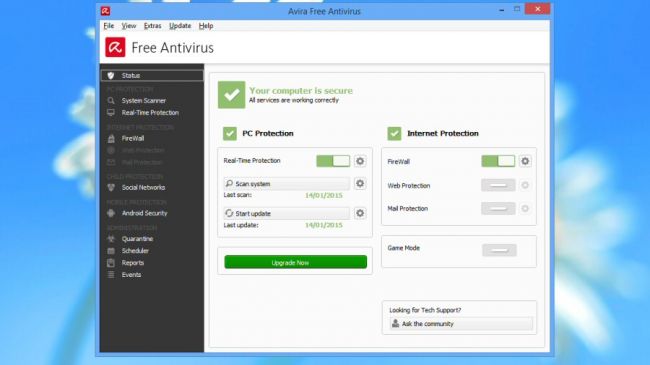 Avira Free Antivirus
File View Extras Update Help
Free Antivirus
Status
PC PROTECTION
System Scanner
Real-Time Protection
INTERNET PROTECTION
FireWall
Web Protection
Mail Protection
CHILD PROTECTION
Social Networks
MOBILE PROTECTION
Android Security
ADMINISTRATION
Quarantine
Scheduler
Reports
Events
Your computer is secure
All services are working correctly
PC Protection
Real-Time Protection
Scan system
Last scan: 14/01/2015
Start update
Last update: 14/01/2015
Upgrade Now
Internet Protection
FireWall
Web Protection
Mail Protection
Game Mode
Looking for Tech Support?
Ask the community